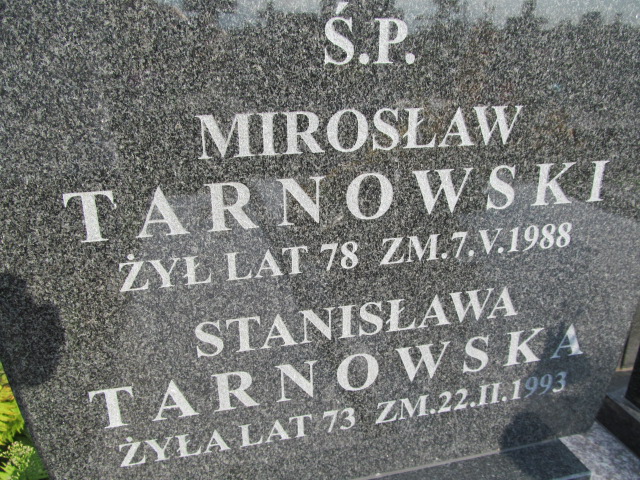 Ś.P.
MIROSŁAW
TARNOWSKI
ŻYŁ LAT 78 ZM.7.V.1988
STANISŁAWA
TARNOWSKA
ŻYŁA LAT 73 ZM.22.II.1993